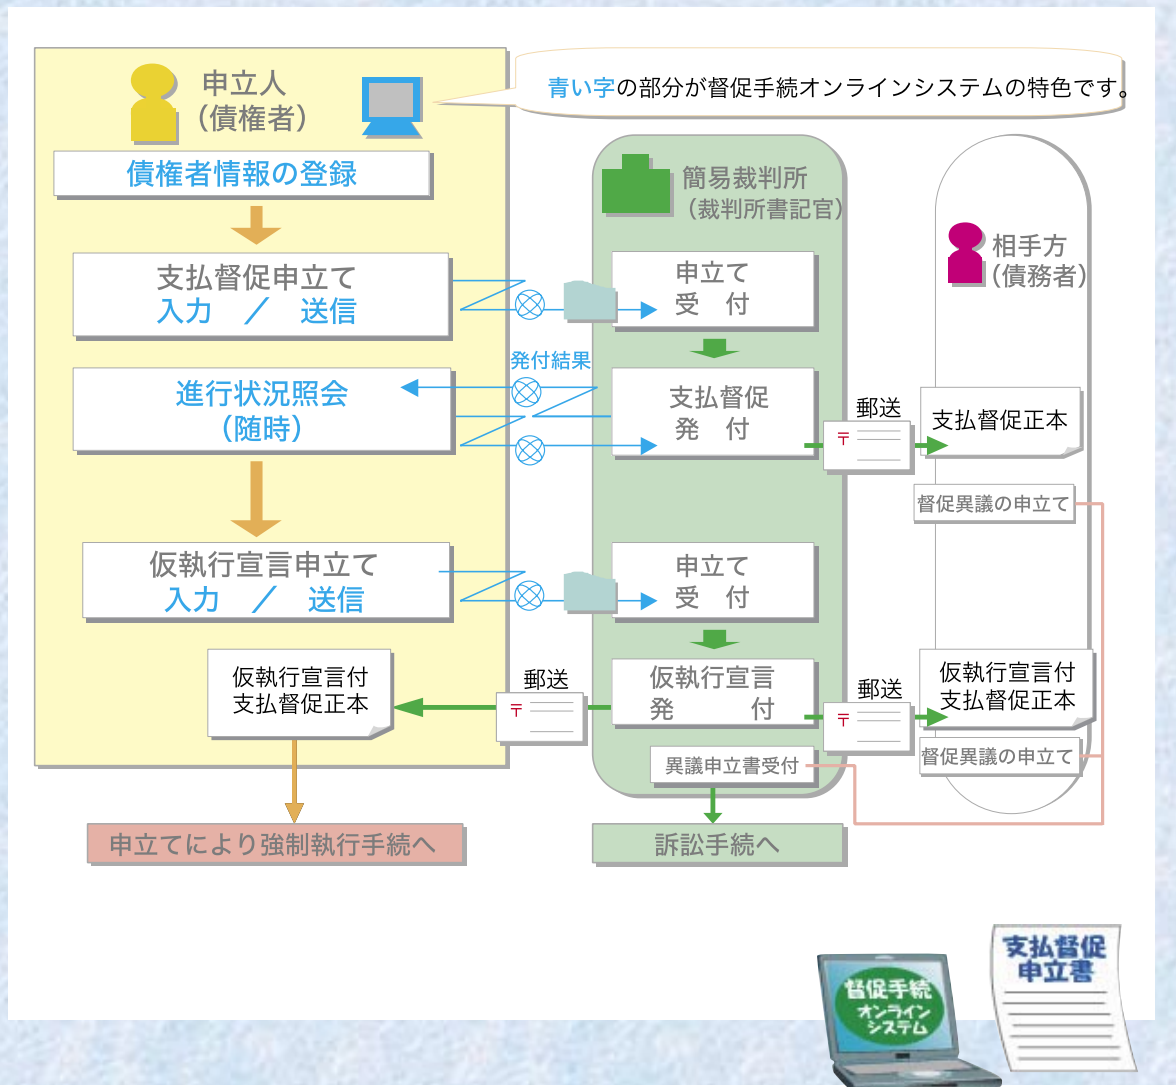 青い字の部分が督促手続オンラインシステムの特色です。
申立人
（債権者）
債権者情報の登録
支払督促申立て
入力　／　送信
進行状況照会
（随時）
仮執行宣言申立て
入力　／　送信
仮執行宣言付
支払督促正本
申立てにより強制執行手続へ
発付結果
郵送
〒
簡易裁判所
（裁判所書記官）
申立て
受　付
支払督促
発　付
申立て
受　付
仮執行宣言
発　　　付
異議申立書受付
訴訟手続へ
郵送
〒
郵送
〒
相手方
（債務者）
支払督促正本
督促異議の申立て
仮執行宣言付
支払督促正本
督促異議の申立て
督促手続
オンライン
システム
支払督促
申立書